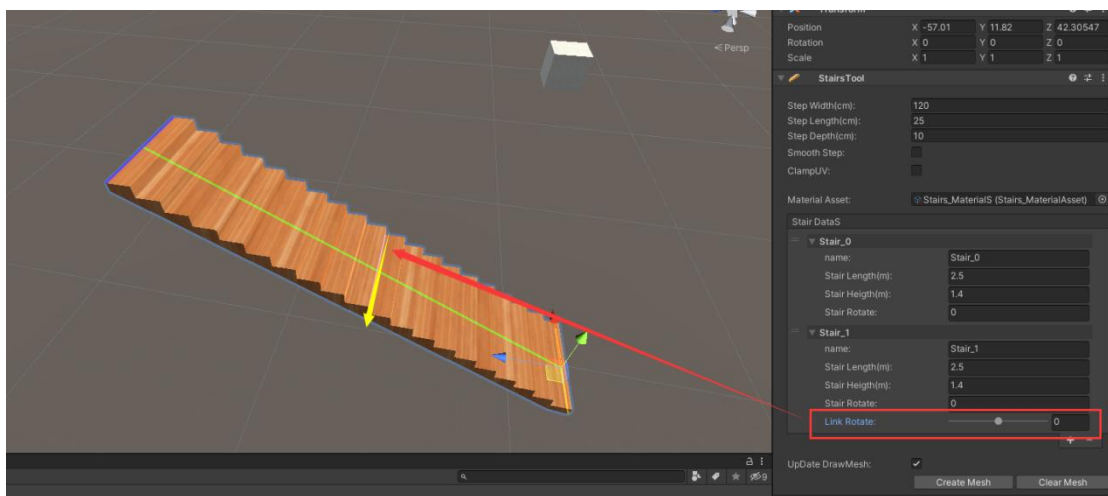 Transform
Position X -57.01 Y 11.82 Z 42.30547
Rotation X 0 Y 0 Z 0
Scale X 1 Y 1 Z 1
< Persp
StairsTool
Step Width(cm): 120
Step Length(cm): 25
Step Depth(cm): 10
Smooth Step:
ClampUV:
Material Asset: Stairs_MaterialS (Stairs_MaterialAsset)
Stair DataS
Stair_0
name: Stair_0
Stair Length(m): 2.5
Stair Heigth(m): 1.4
Stair Rotate: 0
Stair_1
name: Stair_1
Stair Length(m): 2.5
Stair Heigth(m): 1.4
Stair Rotate: 0
Link Rotate: 0
+ −
UpDate DrawMesh:
9
Create Mesh Clear Mesh